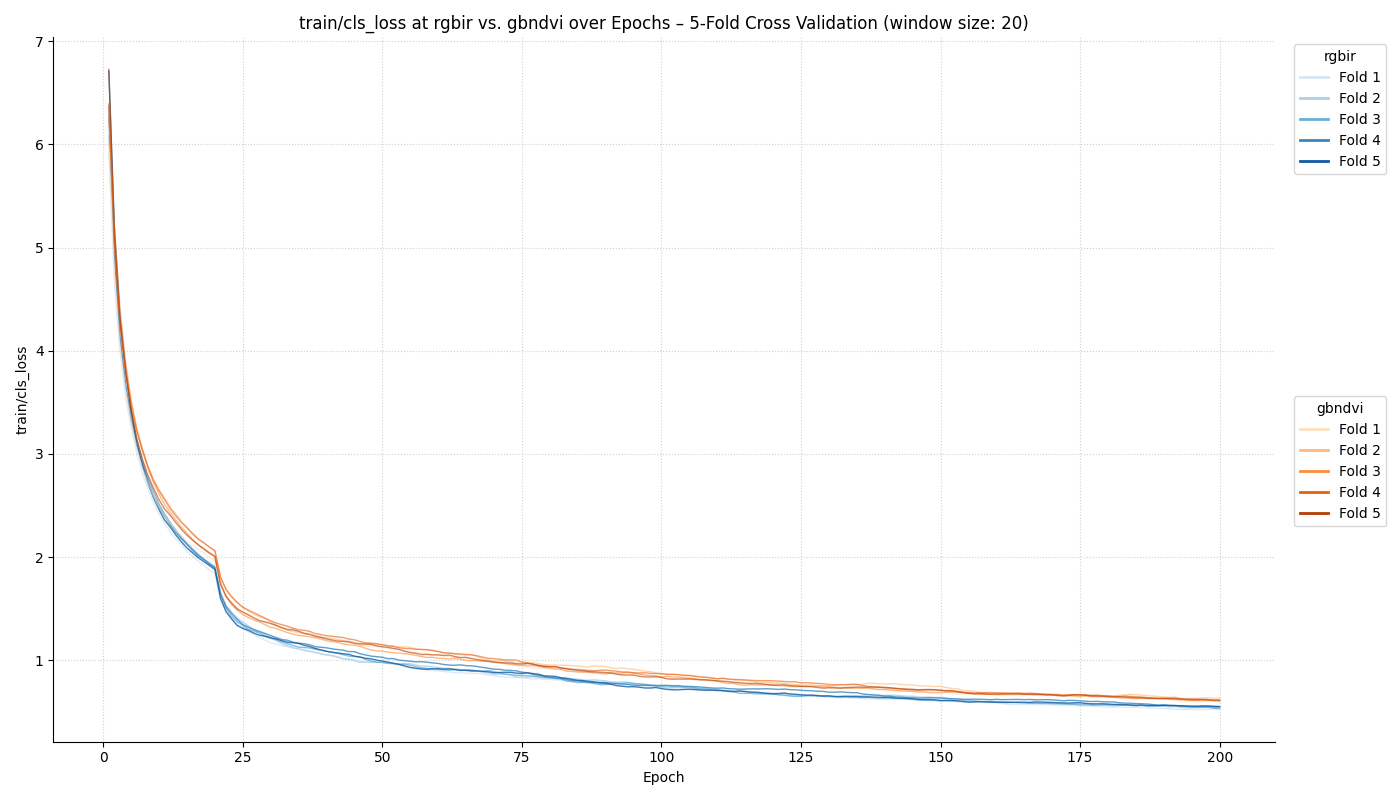 train/cls_loss at rgbir vs. gbndvi over Epochs – 5-Fold Cross Validation (window size: 20)
train/cls_loss
7
6
5
4
3
2
1
0
25
50
75
100
125
150
175
200
Epoch
rgbir
Fold 1
Fold 2
Fold 3
Fold 4
Fold 5
gbndvi
Fold 1
Fold 2
Fold 3
Fold 4
Fold 5